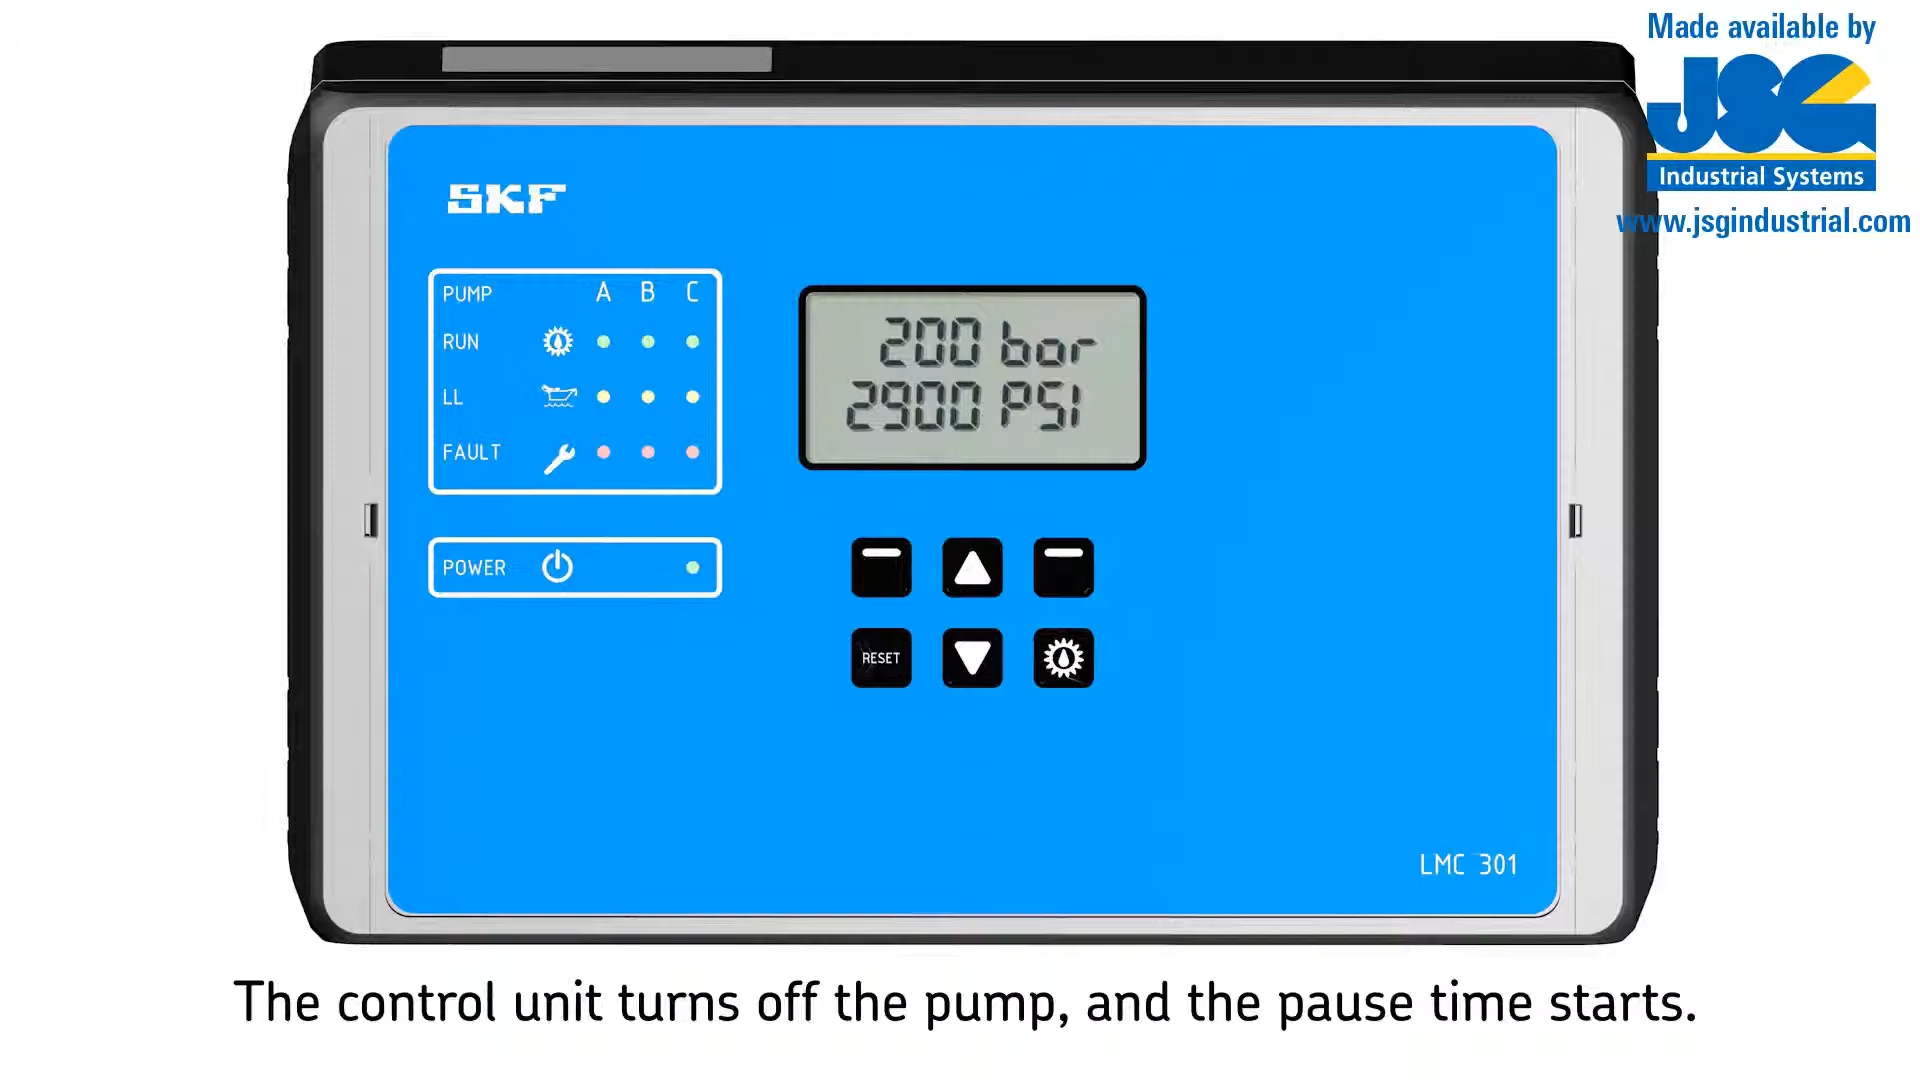 Made available by
JSG
Industrial Systems
www.jsgindustrial.com
SKF
PUMP A B C
RUN
LL
FAULT
POWER
200 bar
2900 PSI
RESET
LMC 301
The control unit turns off the pump, and the pause time starts.